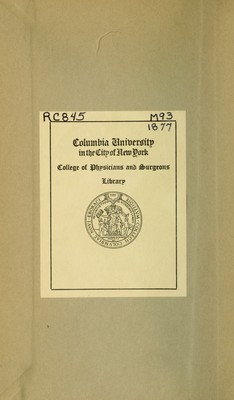 RC845 M93
1877
Columbia University
in the City of New York
College of Physicians and Surgeons
Library